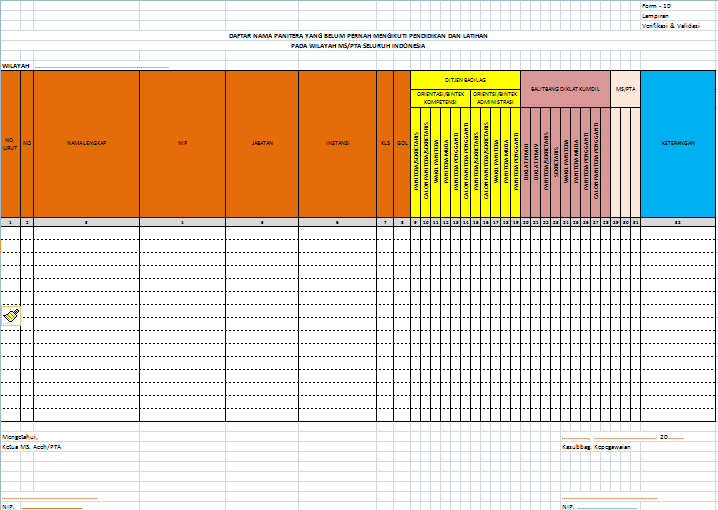 Form - 10
Lampiran
Verifikasi & Validasi
DAFTAR NAMA PANITERA YANG BELUM PERNAH MENGIKUTI PENDIDIKAN DAN LATIHAN
PADA WILAYAH MS/PTA SELURUH INDONESIA
WILAYAH
NO. URUT
NO
NAMA LENGKAP
NIP
JABATAN
INSTANSI
KLS
GOL
DITJEN BADILAG
ORIENTASI/BINTEK KOMPETENSI
ORIENTSI/BINTEK ADMINISTRASI
BALITBANG DIKLAT KUMDIL
MS/PTA
KETERANGAN
PANITERA/SEKRETARIS
CALON PANITERA/SEKRETARIS
WAKIL PANITERA
PANITERA MUDA
PANITERA PENGGANTI
CALON PANITERA PENGGANTI
PANITERA/SEKRETARIS
CALON PANITERA/SEKRETARIS
WAKIL PANITERA
PANITERA MUDA
PANITERA PENGGANTI
DIKLAT PIM III
DIKLAT PIM IV
PANITERA/SEKRETARIS
SEKRETARIS
WAKIL PANITERA
PANITERA MUDA
PANITERA PENGGANTI
CALON PANITERA PENGGANTI
1 2 3 4 5 6 7 8 9 10 11 12 13 14 15 16 17 18 19 20 21 22 23 24 25 26 27 28 29 30 31 32
Mengetahui,
Ketua MS. Aceh/PTA
20
Kasubbag. Kepegawaian
NIP.
NIP.